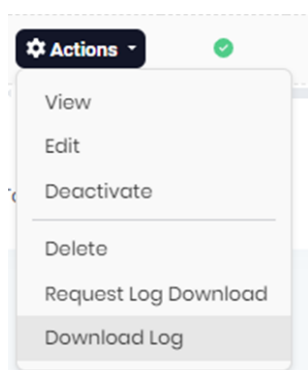 Actions
View
Edit
Deactivate
Delete
Request Log Download
Download Log